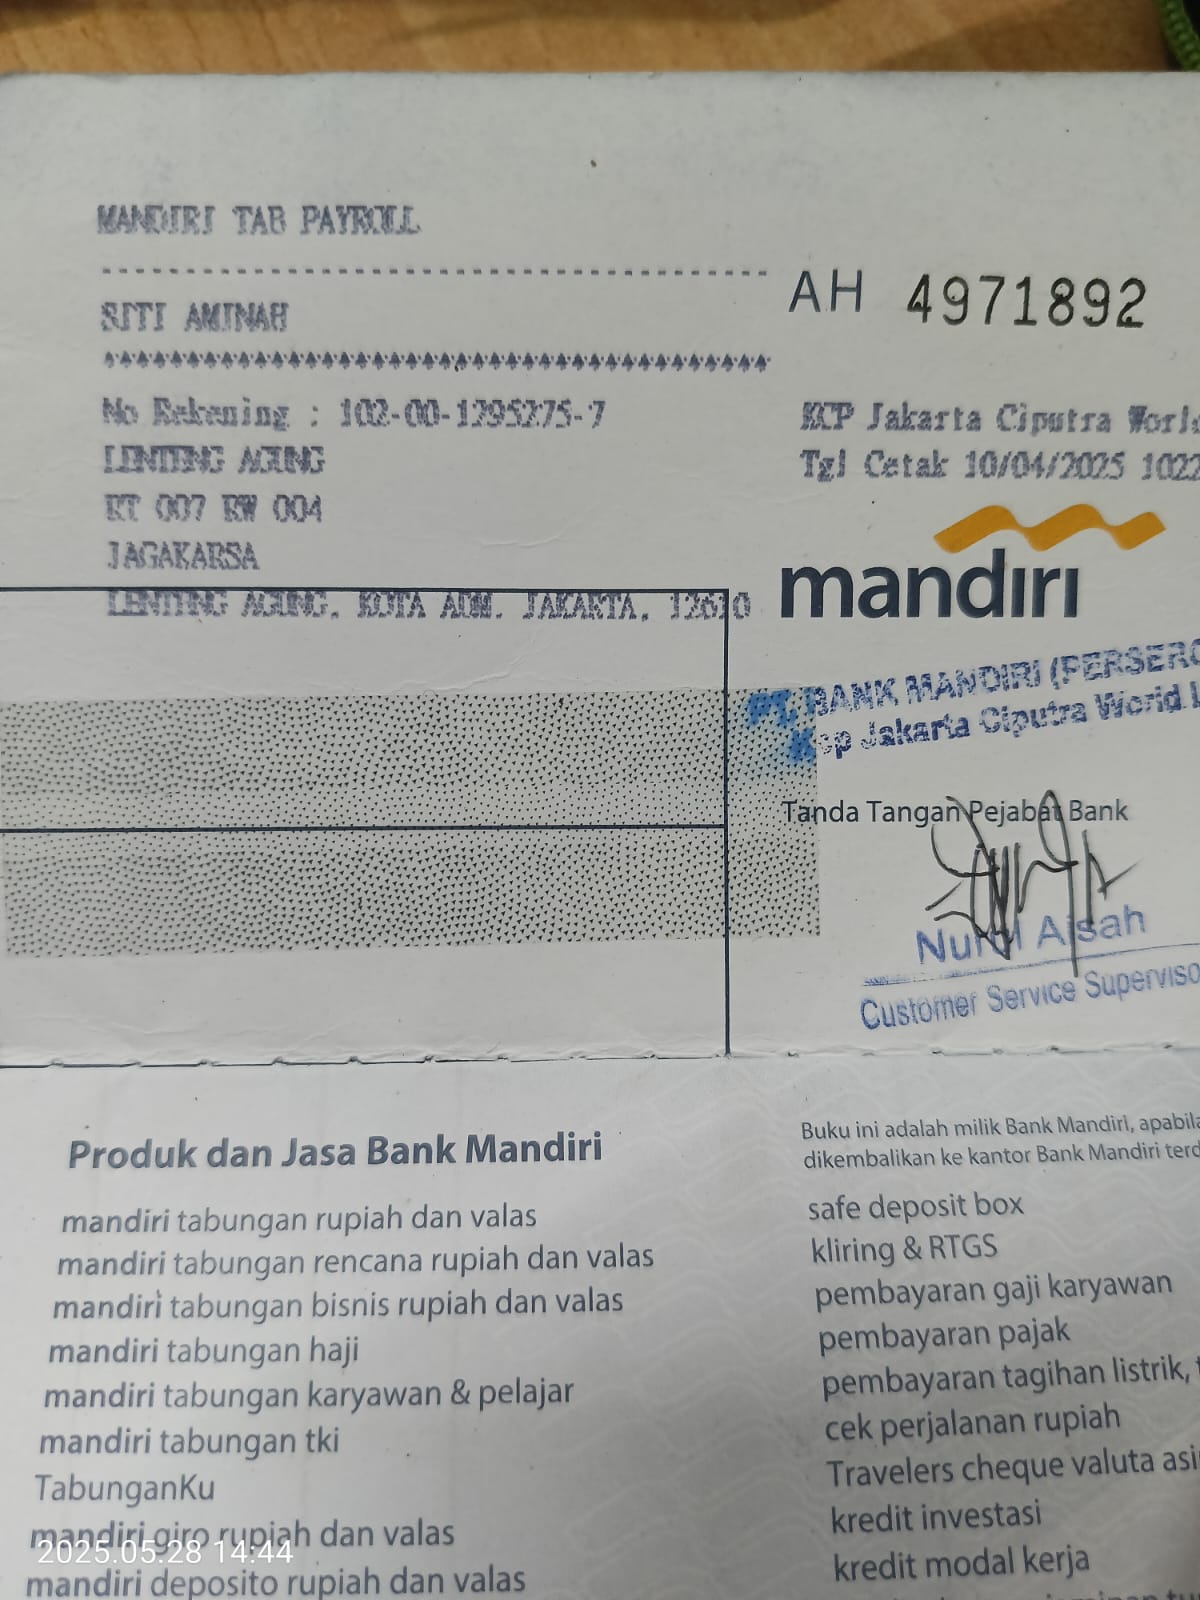 MANDIRI TAB PAYROLL
SITI AMINAH
No Rekening : 102-00-1295275-7
LENTENG AGUNG
RT 007 RW 004
JAGAKARSA
LENTENG AGUNG, KOTA ADM. JAKARTA, 12610
AH 4971892
KCP Jakarta Ciputra World
Tgl Cetak 10/04/2025 1022
mandiri
PT. BANK MANDIRI (PERSERO
Kcp Jakarta Ciputra World
Tanda Tangan Pejabat Bank
Nurul Aisah
Customer Service Superviso
Produk dan Jasa Bank Mandiri
mandiri tabungan rupiah dan valas
mandiri tabungan rencana rupiah dan valas
mandiri tabungan bisnis rupiah dan valas
mandiri tabungan haji
mandiri tabungan karyawan & pelajar
mandiri tabungan tki
TabunganKu
mandiri giro rupiah dan valas
mandiri deposito rupiah dan valas
Buku ini adalah milik Bank Mandiri, apabila
dikembalikan ke kantor Bank Mandiri terd
safe deposit box
kliring & RTGS
pembayaran gaji karyawan
pembayaran pajak
pembayaran tagihan listrik,
cek perjalanan rupiah
Travelers cheque valuta asi
kredit investasi
kredit modal kerja
2025.05.28 14:44